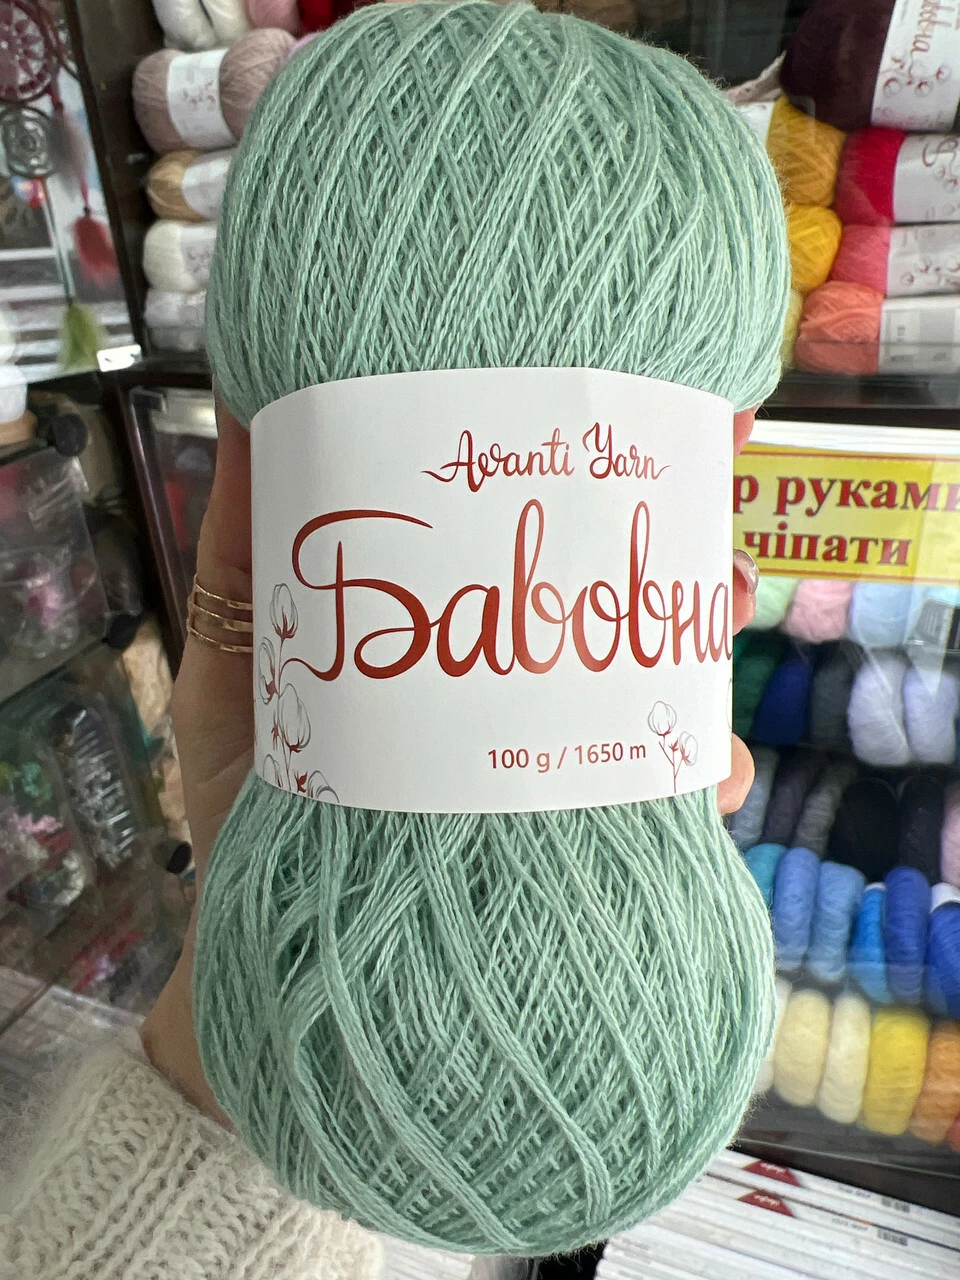 Avanti Yarn
Бавовна
100 g / 1650 m
р руками
чіпати